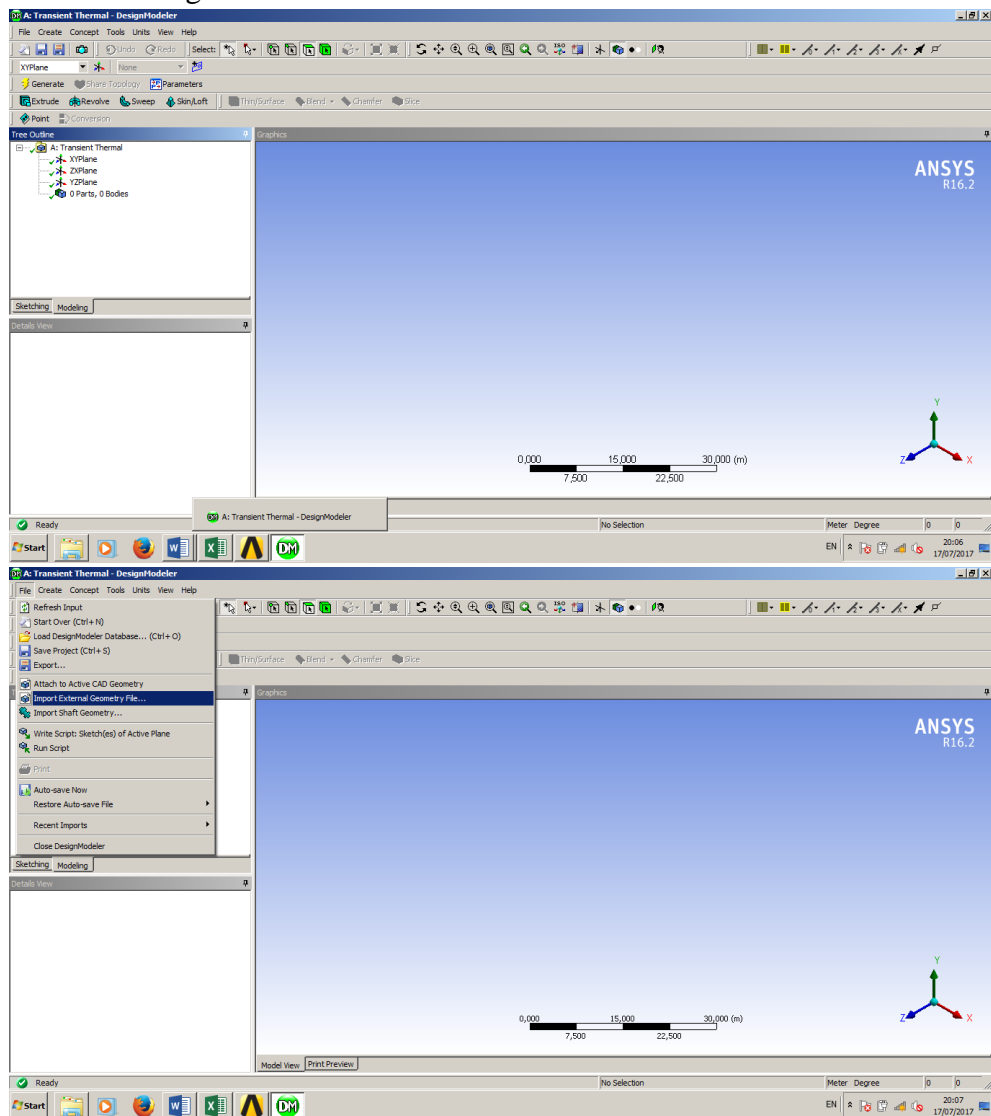 A: Transient Thermal - DesignModeler
File Create Concept Tools Units View Help
Undo Redo Select:
XYPlane None
Generate Share Topology Parameters
Extrude Revolve Sweep Skin/Loft Thin/Surface Blend Chamfer Slice
Point Conversion
Tree Outline Graphics
A: Transient Thermal
XYPlane
ZXPlane
YZPlane
0 Parts, 0 Bodies
ANSYS
R16.2
Sketching Modeling
Details View
Y
0,000 15,000 30,000 (m)
Z X
7,500 22,500
A: Transient Thermal - DesignModeler
Ready No Selection Meter Degree 0 0
Start EN 20:06
17/07/2017
A: Transient Thermal - DesignModeler
File Create Concept Tools Units View Help
Refresh Input
Start Over (Ctrl+N)
Load DesignModeler Database... (Ctrl+O)
Save Project (Ctrl+S)
Export... Thin/Surface Blend Chamfer Slice
Attach to Active CAD Geometry
Import External Geometry File... Graphics
Import Shaft Geometry...
Write Script: Sketch(es) of Active Plane
Run Script
Print
Auto-save Now
Restore Auto-save File
Recent Imports
Close DesignModeler
ANSYS
R16.2
Sketching Modeling
Details View
Y
0,000 15,000 30,000 (m)
Z X
7,500 22,500
Model View Print Preview
Ready No Selection Meter Degree 0 0
Start EN 20:07
17/07/2017